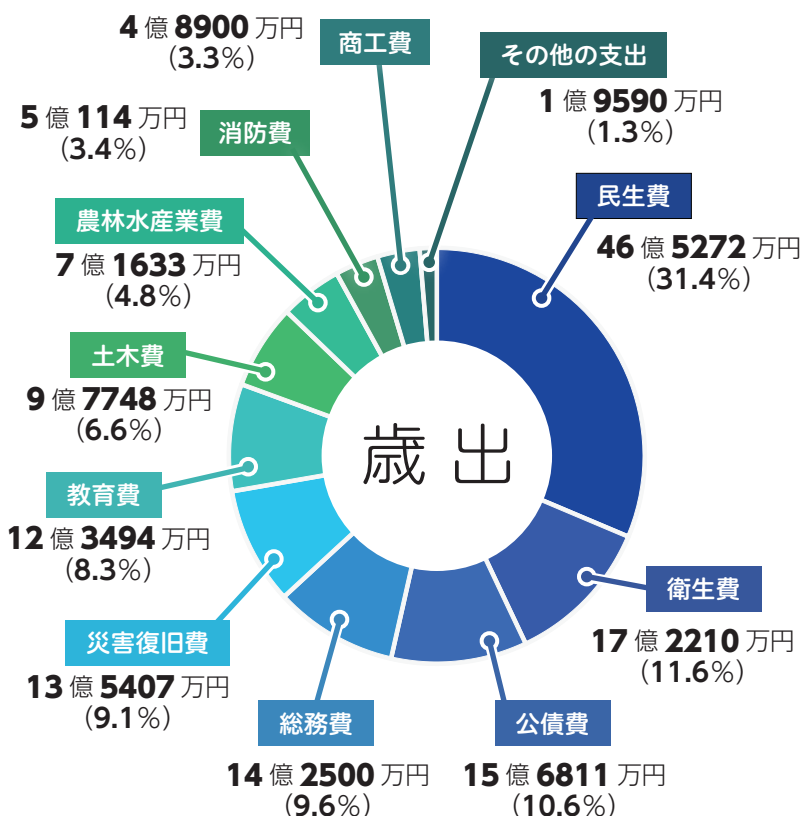 歳出
民生費
46億5272万円
(31.4%)
衛生費
17億2210万円
(11.6%)
公債費
15億6811万円
(10.6%)
総務費
14億2500万円
(9.6%)
災害復旧費
13億5407万円
(9.1%)
教育費
12億3494万円
(8.3%)
土木費
9億7748万円
(6.6%)
農林水産業費
7億1633万円
(4.8%)
消防費
5億114万円
(3.4%)
商工費
4億8900万円
(3.3%)
その他の支出
1億9590万円
(1.3%)